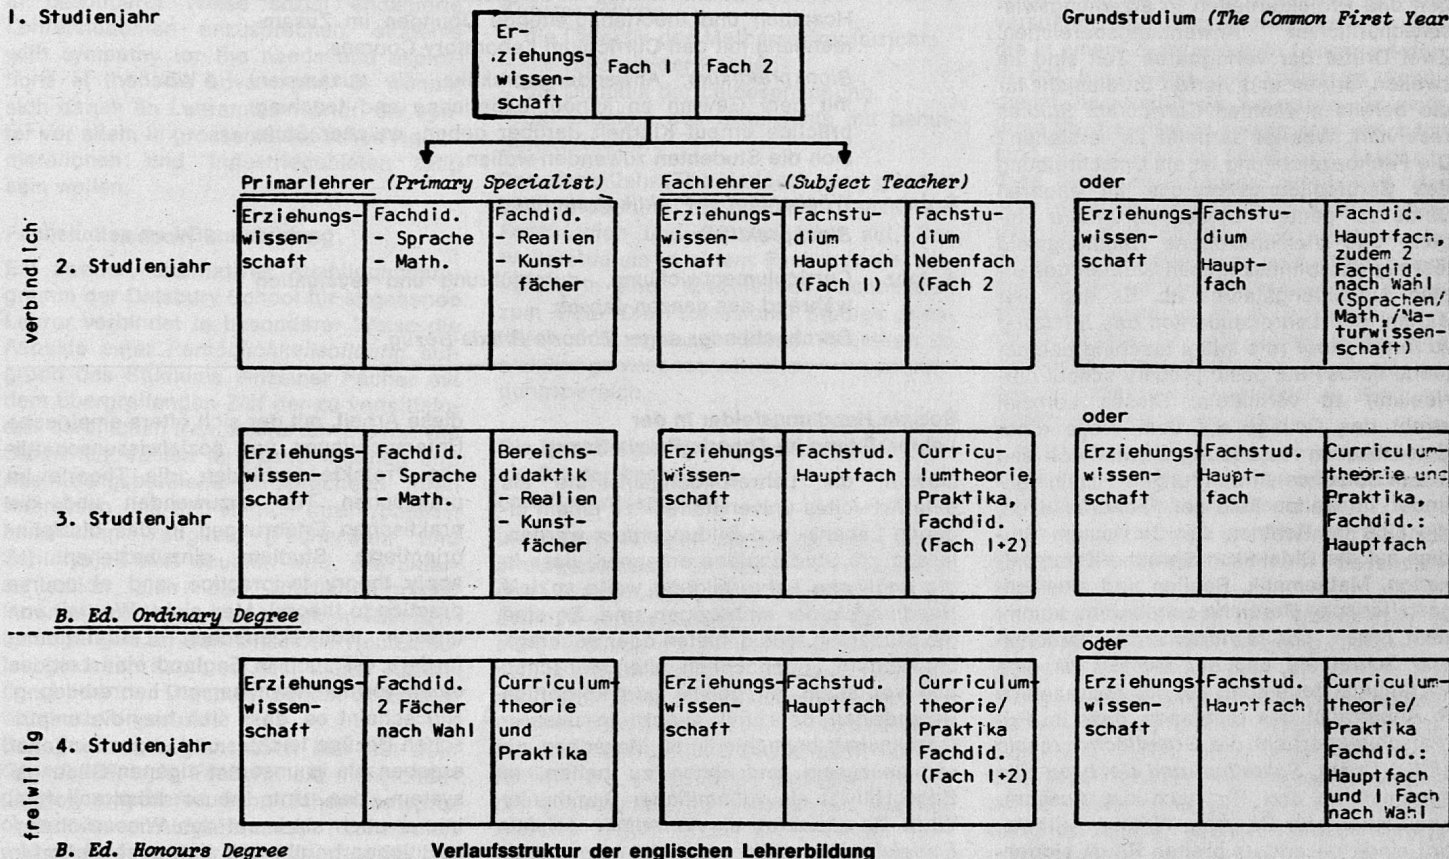 1. Studienjahr
Grundstudium (The Common First Year
Er-
ziehungs-
wissen-
schaft
Fach 1
Fach 2
Primarlehrer (Primary Specialist)
Fachlehrer (Subject Teacher)
oder
verbindlich
2. Studienjahr
Erziehungs-
wissen-
schaft
Fachdid.
- Sprache
- Math.
Fachdid.
- Realien
- Kunst-
fächer
Erziehungs-
wissen-
schaft
Fachstu-
dium
Hauptfach
(Fach 1)
Fachstu-
dium
Nebenfach
(Fach 2
Erziehungs-
wissen-
schaft
Fachstu-
dium
Haupt-
fach
Fachdid.
Hauptfach,
zudem 2
Fachdid.
nach Wahl
(Sprachen/
Math./Na-
turwissen-
schaft)
oder
3. Studienjahr
Erziehungs-
wissen-
schaft
Fachdid.
- Sprache
- Math.
Bereichs-
didaktik
- Realien
- Kunst-
fächer
Erziehungs-
wissen-
schaft
Fachstud.
Hauptfach
Curricu-
lumtheorie,
Praktika,
Fachdid.
(Fach 1+2)
Erziehungs-
wissen-
schaft
Fachstud.
Haupt-
fach
Curriculum-
theorie und
Praktika,
Fachdid.:
Hauptfach
B. Ed. Ordinary Degree
oder
freiwillig
4. Studienjahr
Erziehungs-
wissen-
schaft
Fachdid.
2 Fächer
nach Wahl
Curriculum-
theorie
und
Praktika
Erziehungs-
wissen-
schaft
Fachstud.
Hauptfach
Curriculum-
theorie/
Praktika
Fachdid.
(Fach 1+2)
Erziehungs-
wissen-
schaft
Fachstud.
Hauptfach
Curriculum-
theorie/
Praktika
Fachdid.:
Hauptfach
und 1 Fach
nach Wahl
B. Ed. Honours Degree
Verlaufsstruktur der englischen Lehrerbildung